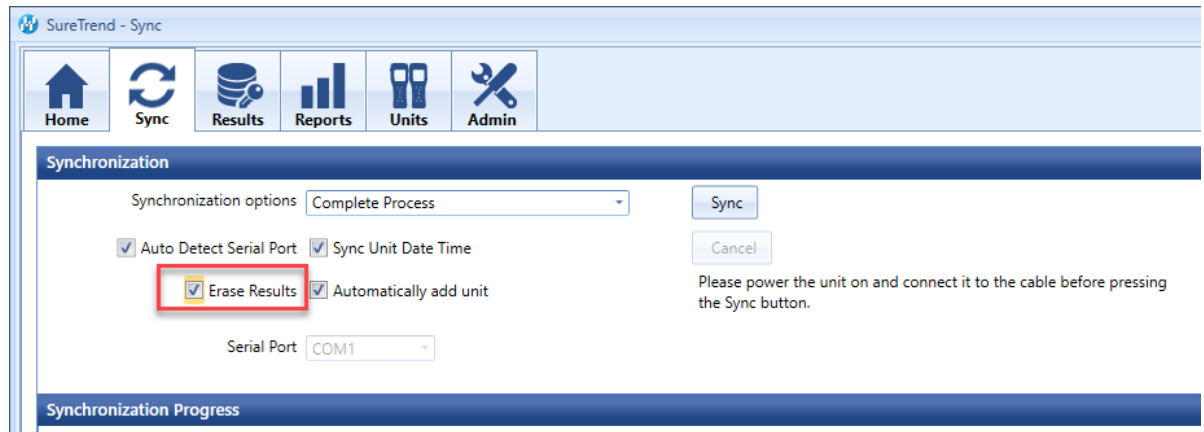 SureTrend - Sync
Home Sync Results Reports Units Admin
Synchronization
Synchronization options Complete Process Sync
Auto Detect Serial Port Sync Unit Date Time Cancel
Erase Results Automatically add unit Please power the unit on and connect it to the cable before pressing
the Sync button.
Serial Port COM1
Synchronization Progress